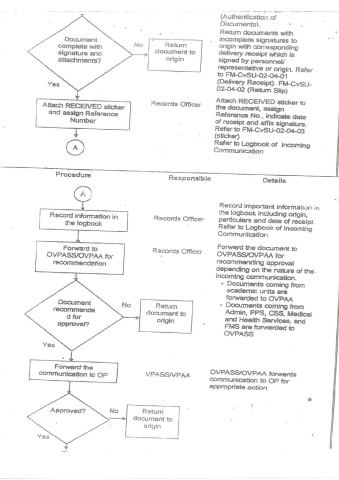 (Authentication of
Documents).
Document
complete with
signature and
attachments?
No
Return
document to
origin
Return documents with
incomplete signatures to
origin with corresponding
delivery receipt which is
signed by personnel/
representative or origin. Refer
to FM-CvSU-02-04-01
(Delivery Receipt). FM-CvSU-
02-04-02 (Return Slip)
Yes
Attach RECEIVED sticker
and assign Reference
Number
Records Officer
Attach RECEIVED sticker to
the document, assign
Reference No., indicate date
of receipt and affix signature.
Refer to FM-CvSU-02-04-03
(sticker)
Refer to Logbook of Incoming
Communication
A
Procedure
Responsible
Details
A
Record information in
the logbook
Records Officer
Record important information in
the logbook including origin,
particulars and date of receipt.
Refer to Logbook of Incoming
Communication.
Forward to
OVPASS/OVPAA for
recommendation
Records Officer
Forward the document to
OVPASS/OVPAA for
recommending approval
depending on the nature of the
incoming communication.
- Documents coming from
academic units are
forwarded to OVPAA
- Documents coming from
Admin, PPS, CSS, Medical
and Health Services, and
FMS are forwarded to
OVPASS
Document
recommende
d for
approval?
No
Return
document to
origin
Yes
Forward the
communication to OP
VPASS/VPAA
OVPASS/OVPAA forwards
communication to OP for
appropriate action
Approved?
No
Return
document to
origin
Yes